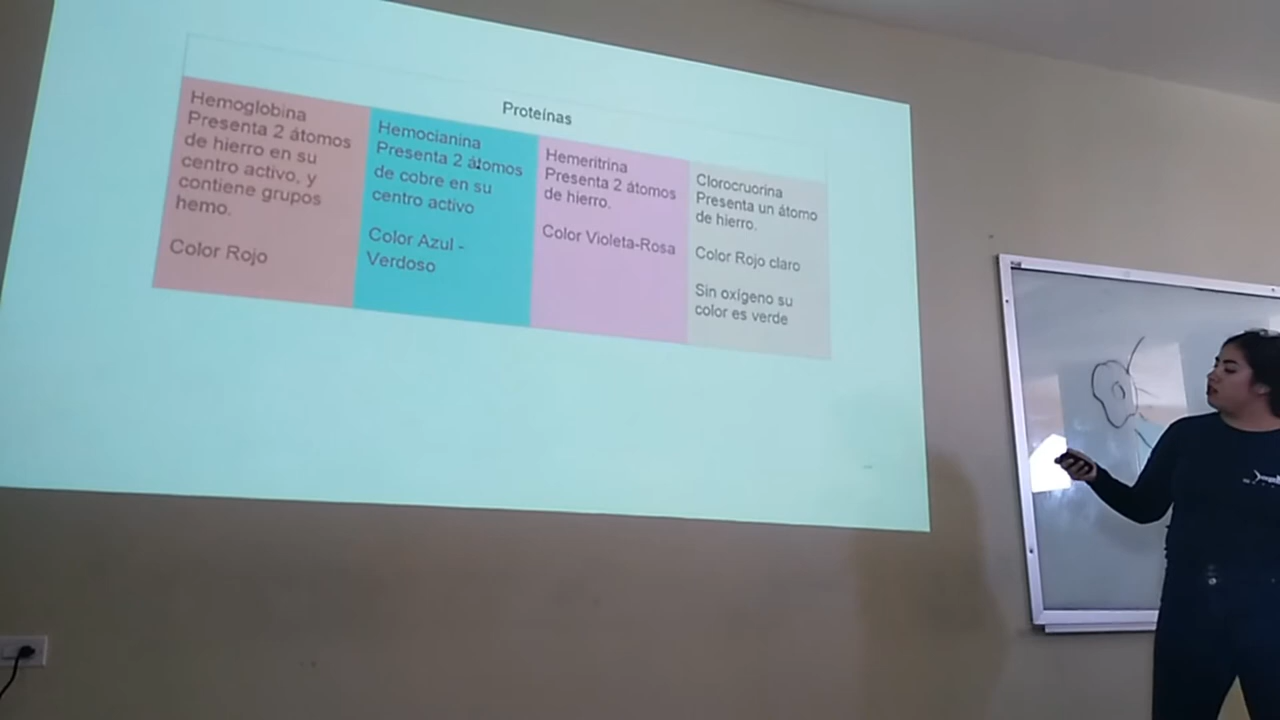 Proteínas
Hemoglobina
Presenta 2 átomos
de hierro en su
centro activo, y
contiene grupos
hemo.
Color Rojo
Hemocianina
Presenta 2 átomos
de cobre en su
centro activo
Color Azul -
Verdoso
Hemeritrina
Presenta 2 átomos
de hierro.
Color Violeta-Rosa
Clorocruorina
Presenta un átomo
de hierro.
Color Rojo claro
Sin oxígeno su
color es verde